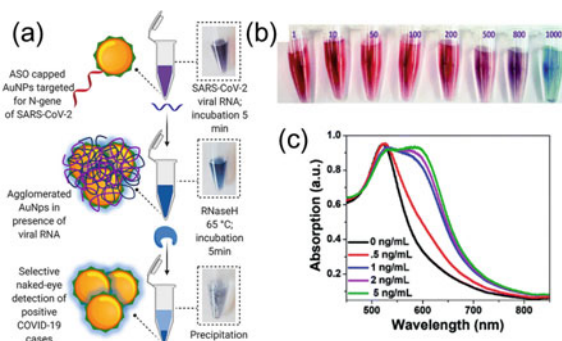 (a)
ASO capped
AuNPs targeted
for N-gene
of SARS-CoV-2
SARS-CoV-2
viral RNA;
incubation 5
min
Agglomerated
AuNPs in
presence of
viral RNA
RNaseH
65 °C;
incubation
5min
Selective
naked-eye
detection of
positive
COVID-19
cases
Precipitation
(b)
1 10 50 100 200 500 800 1000
(c)
Absorption (a.u.)
1.0
0.8
0.6
0.4
0.2
0.0
0 ng/mL
.5 ng/mL
1 ng/mL
2 ng/mL
5 ng/mL
500 600 700 800
Wavelength (nm)